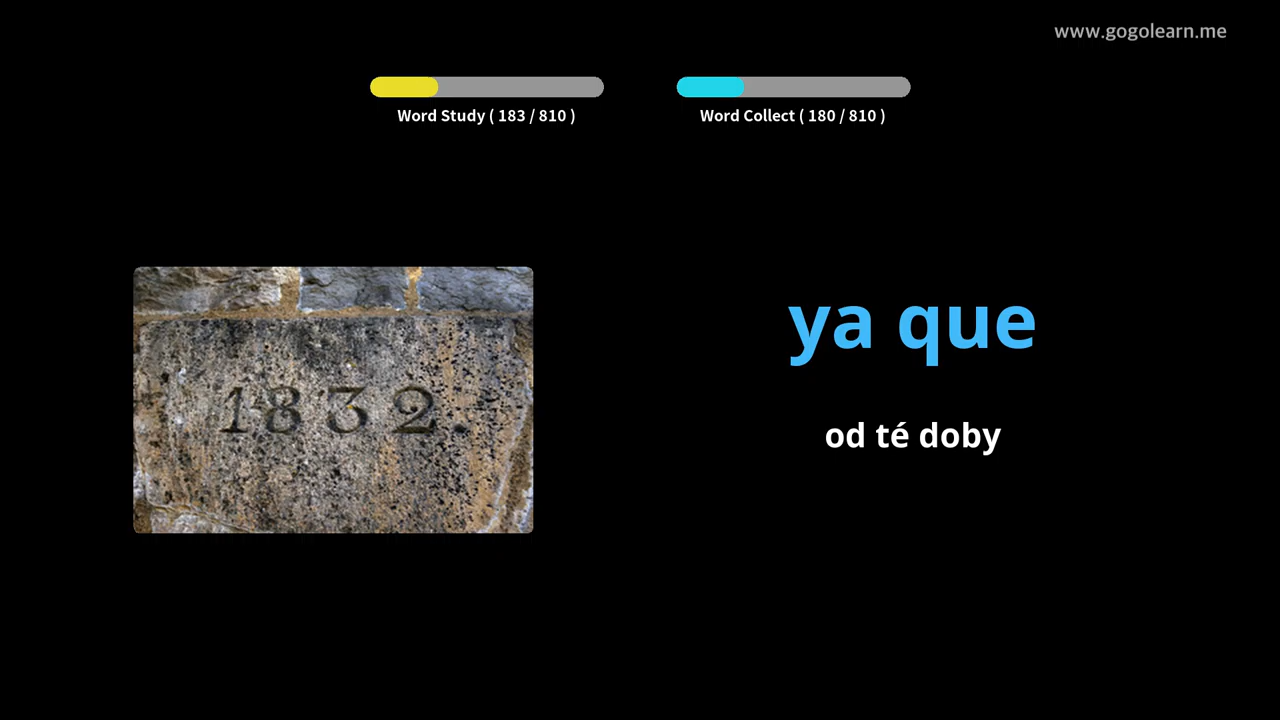 www.gogolearn.me
Word Study ( 183 / 810 )
Word Collect ( 180 / 810 )
1832.
ya que
od té doby